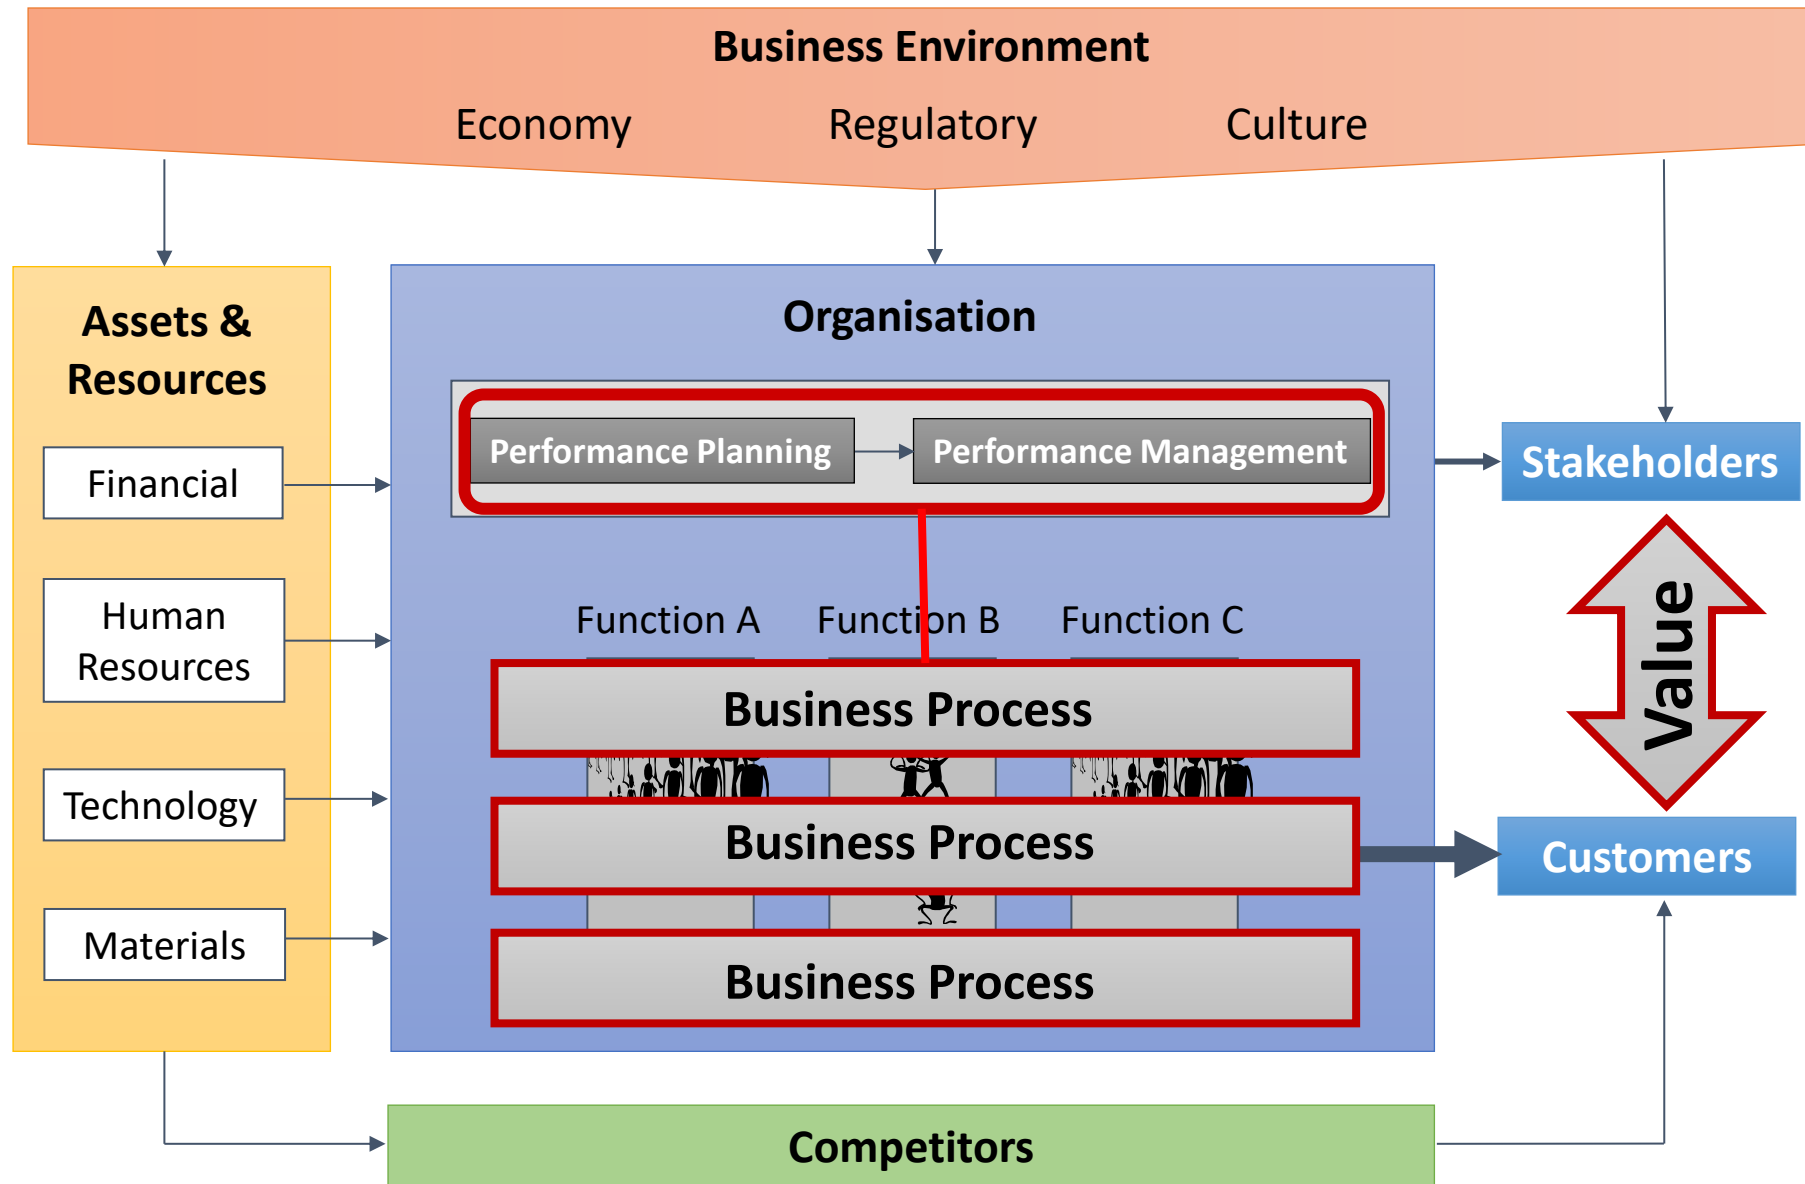 Business Environment
Economy Regulatory Culture
Assets &
Resources
Financial
Human
Resources
Technology
Materials
Organisation
Performance Planning
Performance Management
Function A Function B Function C
Business Process
Business Process
Business Process
Stakeholders
Value
Customers
Competitors